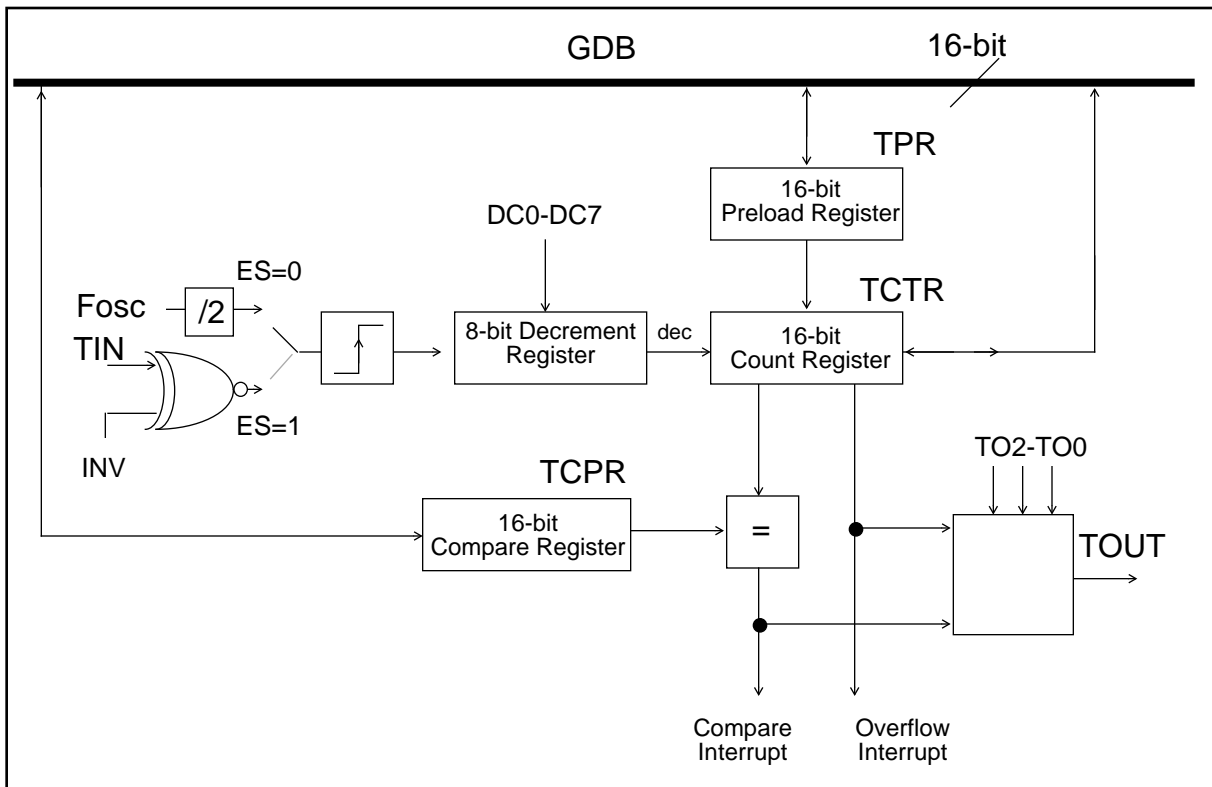 GDB
16-bit
TPR
16-bit
Preload Register
DC0-DC7
ES=0
TCTR
Fosc
/2
TIN
8-bit Decrement
Register
dec
16-bit
Count Register
ES=1
INV
TCPR
TO2-TO0
16-bit
Compare Register
=
TOUT
Compare
Interrupt
Overflow
Interrupt